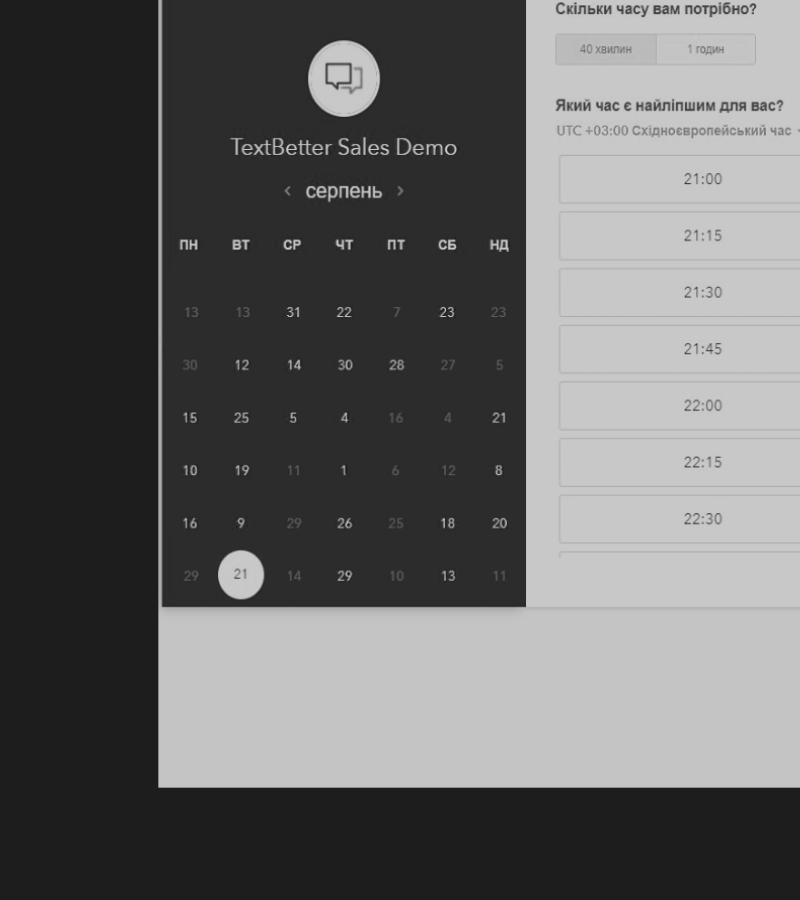 TextBetter Sales Demo
‹ серпень ›
ПН ВТ СР ЧТ ПТ СБ НД
13 13 31 22 7 23 23
30 12 14 30 28 27 5
15 25 5 4 16 4 21
10 19 11 1 6 12 8
16 9 29 26 25 18 20
29 21 14 29 10 13 11
Скільки часу вам потрібно?
40 хвилин 1 годин
Який час є найліпшим для вас?
UTC +03:00 Східноєвропейський час
21:00
21:15
21:30
21:45
22:00
22:15
22:30